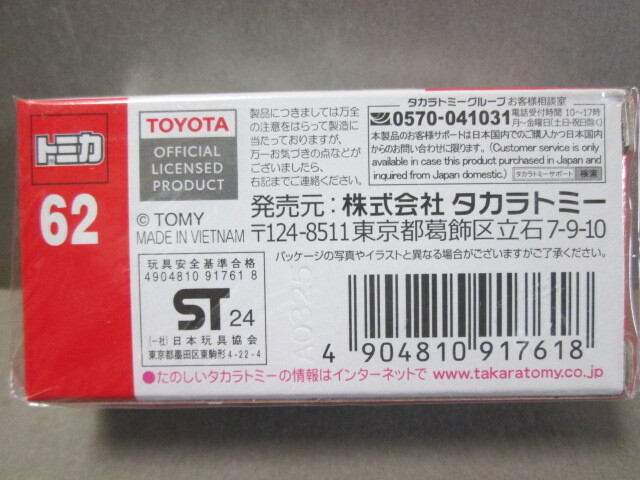 トミカ
62
TOYOTA
OFFICIAL
LICENSED
PRODUCT
© TOMY
MADE IN VIETNAM
製品につきましては万全
の注意をはらって製造に
当たっておりますが、
万一お気づきの点などが
ございましたら、
右記までご連絡ください。
タカラトミーグループ お客様相談室
0570-041031
電話受付時間 10〜17時
月〜金曜日(土・日・祝日除く)
本製品のお客様サポートは日本国内でのご購入かつ日本国内
からのお問い合わせに限ります。(Customer service is only
available in case this product purchased in Japan and
inquired from Japan domestic.)
タカラトミーサポート 検索
発売元:株式会社 タカラトミー
〒124-8511東京都葛飾区立石7-9-10
パッケージの写真やイラストと異なる場合がございますがご了承ください。
玩具安全基準合格
4904810 91761 8
ST 24
(一社)日本玩具協会
東京都墨田区東駒形4-22-4
A0325
4 904810 917618
●たのしいタカラトミーの情報はインターネットで www.takaratomy.co.jp